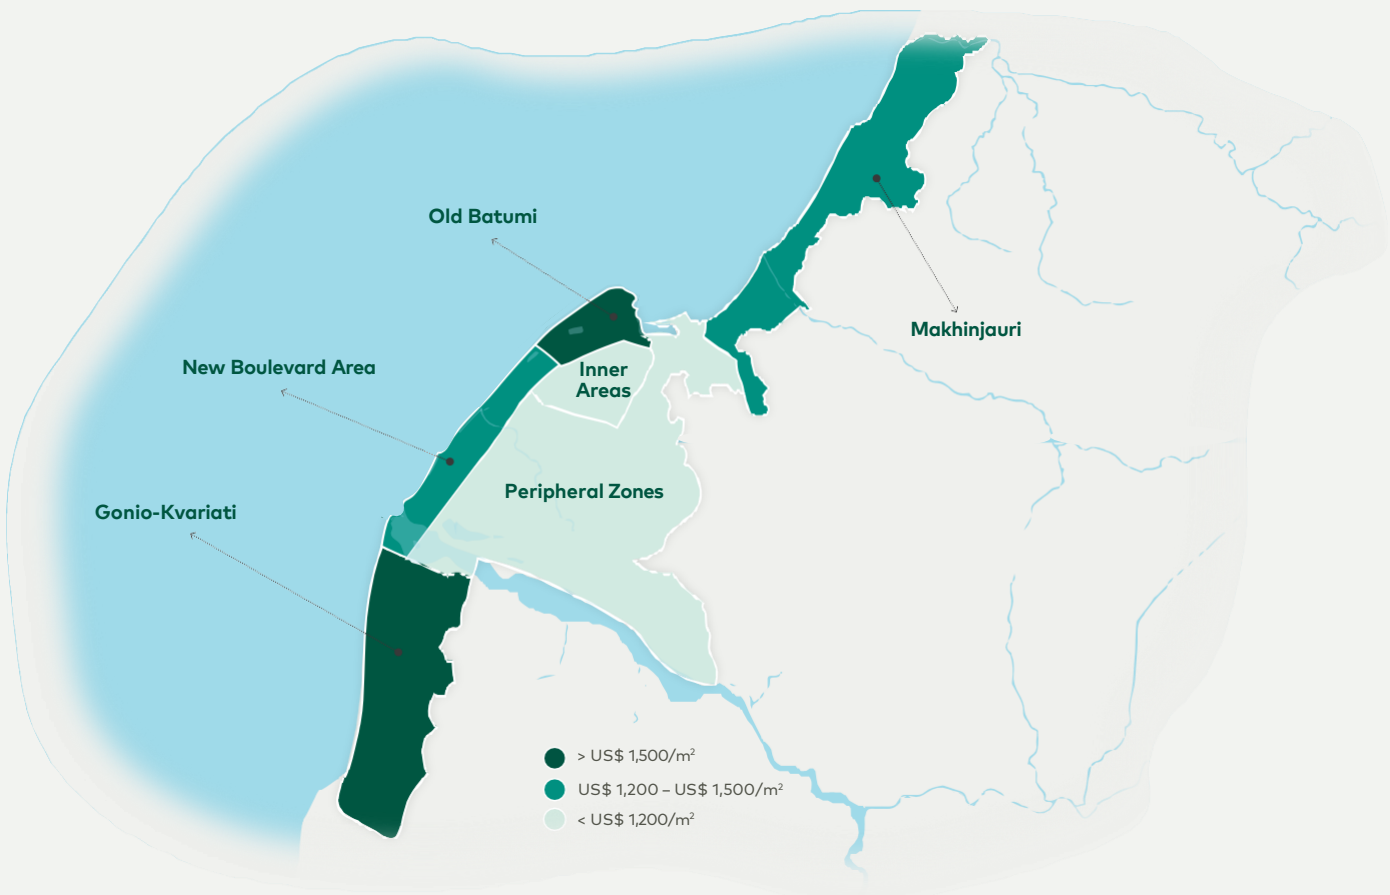 Old Batumi
Makhinjauri
New Boulevard Area
Inner
Areas
Peripheral Zones
Gonio-Kvariati
> US$ 1,500/m²
US$ 1,200 – US$ 1,500/m²
< US$ 1,200/m²